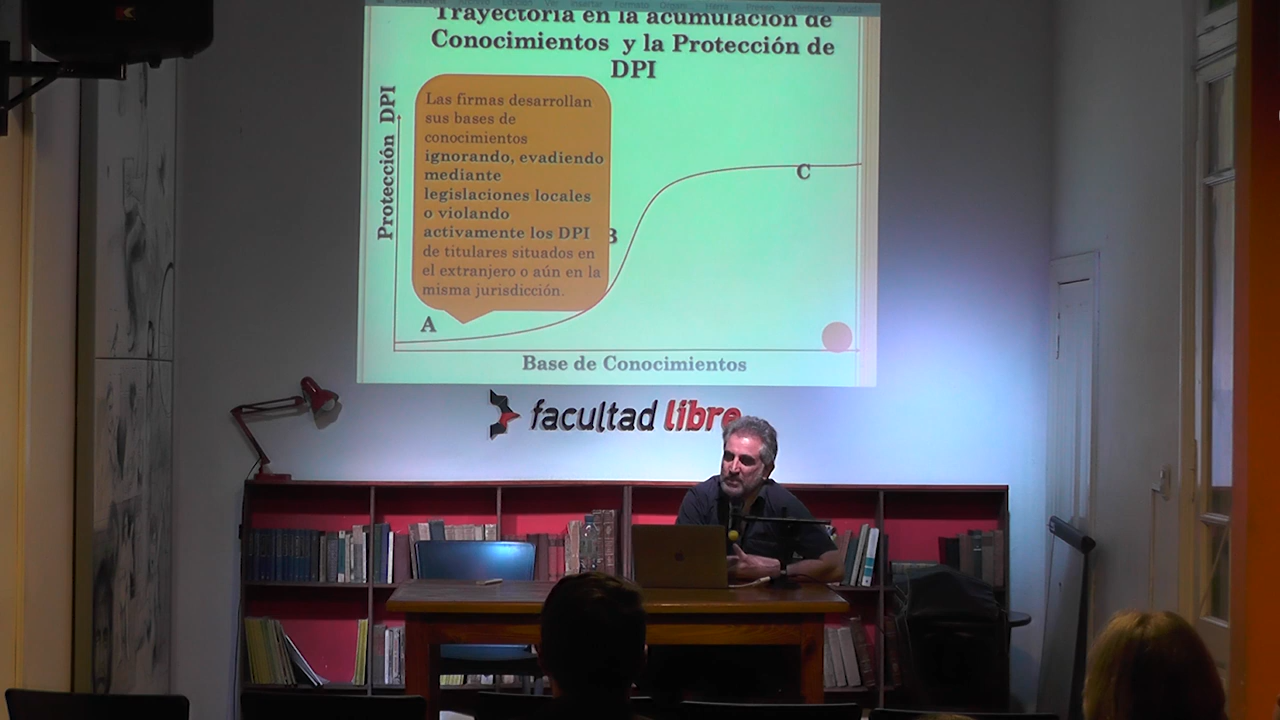 Trayectoria en la acumulación de
Conocimientos y la Protección de
DPI
Protección DPI
Las firmas desarrollan
sus bases de
conocimientos
ignorando, evadiendo
mediante
legislaciones locales
o violando
activamente los DPI
de titulares situados en
el extranjero o aún en la
misma jurisdicción.
A
B
C
Base de Conocimientos
facultad libre